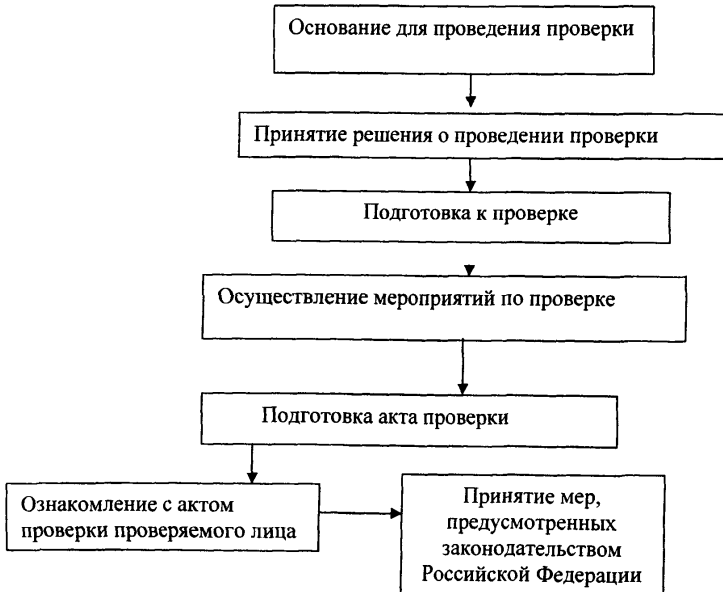 Основание для проведения проверки
Принятие решения о проведении проверки
Подготовка к проверке
Осуществление мероприятий по проверке
Подготовка акта проверки
Ознакомление с актом
проверки проверяемого лица
Принятие мер,
предусмотренных
законодательством
Российской Федерации